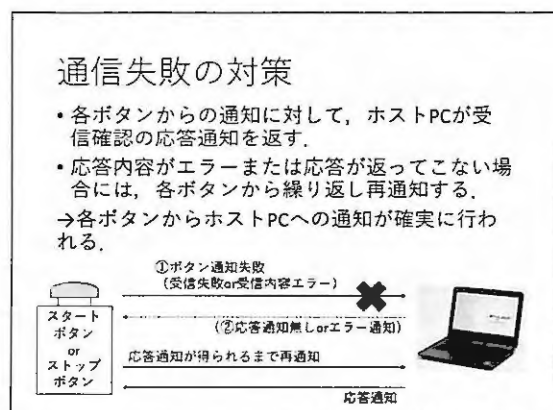 通信失敗の対策
• 各ボタンからの通知に対して，ホストPCが受
信確認の応答通知を返す．
• 応答内容がエラーまたは応答が返ってこない場
合には，各ボタンから繰り返し再通知する．
→各ボタンからホストPCへの通知が確実に行わ
れる．
①ボタン通知失敗
（受信失敗or受信内容エラー）
スタート
ボタン
or
ストップ
ボタン
（②応答通知無しorエラー通知）
応答通知が得られるまで再通知
応答通知